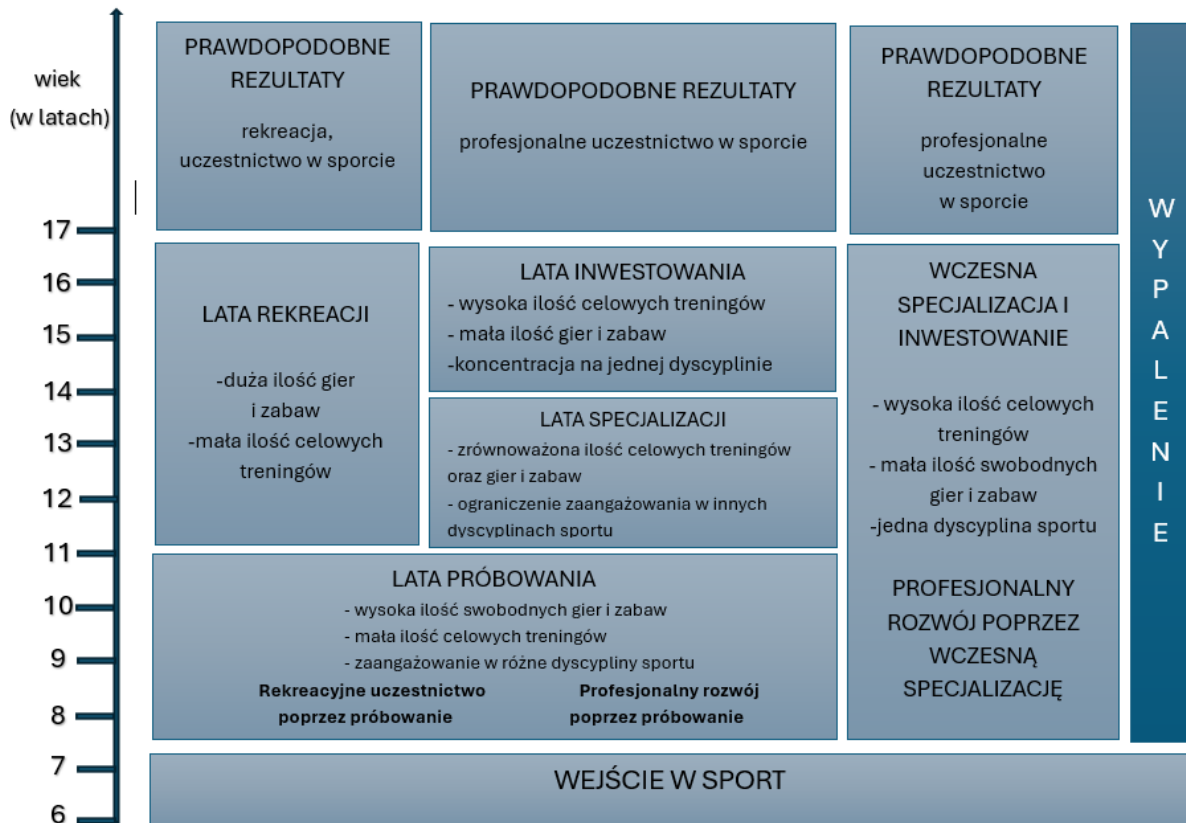 wiek
(w latach)
17
16
15
14
13
12
11
10
9
8
7
6
PRAWDOPODOBNE
REZULTATY
rekreacja,
uczestnictwo w sporcie
PRAWDOPODOBNE REZULTATY
profesjonalne uczestnictwo w sporcie
PRAWDOPODOBNE
REZULTATY
profesjonalne
uczestnictwo
w sporcie
LATA REKREACJI
-duża ilość gier
i zabaw
-mała ilość celowych
treningów
LATA INWESTOWANIA
- wysoka ilość celowych treningów
- mała ilość gier i zabaw
-koncentracja na jednej dyscyplinie
LATA SPECJALIZACJI
- zrównoważona ilość celowych treningów
oraz gier i zabaw
- ograniczenie zaangażowania w innych
dyscyplinach sportu
WCZESNA
SPECJALIZACJA I
INWESTOWANIE
- wysoka ilość celowych
treningów
- mała ilość swobodnych
gier i zabaw
-jedna dyscyplina sportu
PROFESJONALNY
ROZWÓJ POPRZEZ
WCZESNĄ
SPECJALIZACJĘ
LATA PRÓBOWANIA
- wysoka ilość swobodnych gier i zabaw
- mała ilość celowych treningów
- zaangażowanie w różne dyscypliny sportu
Rekreacyjne uczestnictwo
poprzez próbowanie
Profesjonalny rozwój
poprzez próbowanie
WYPALENIE
WEJŚCIE W SPORT